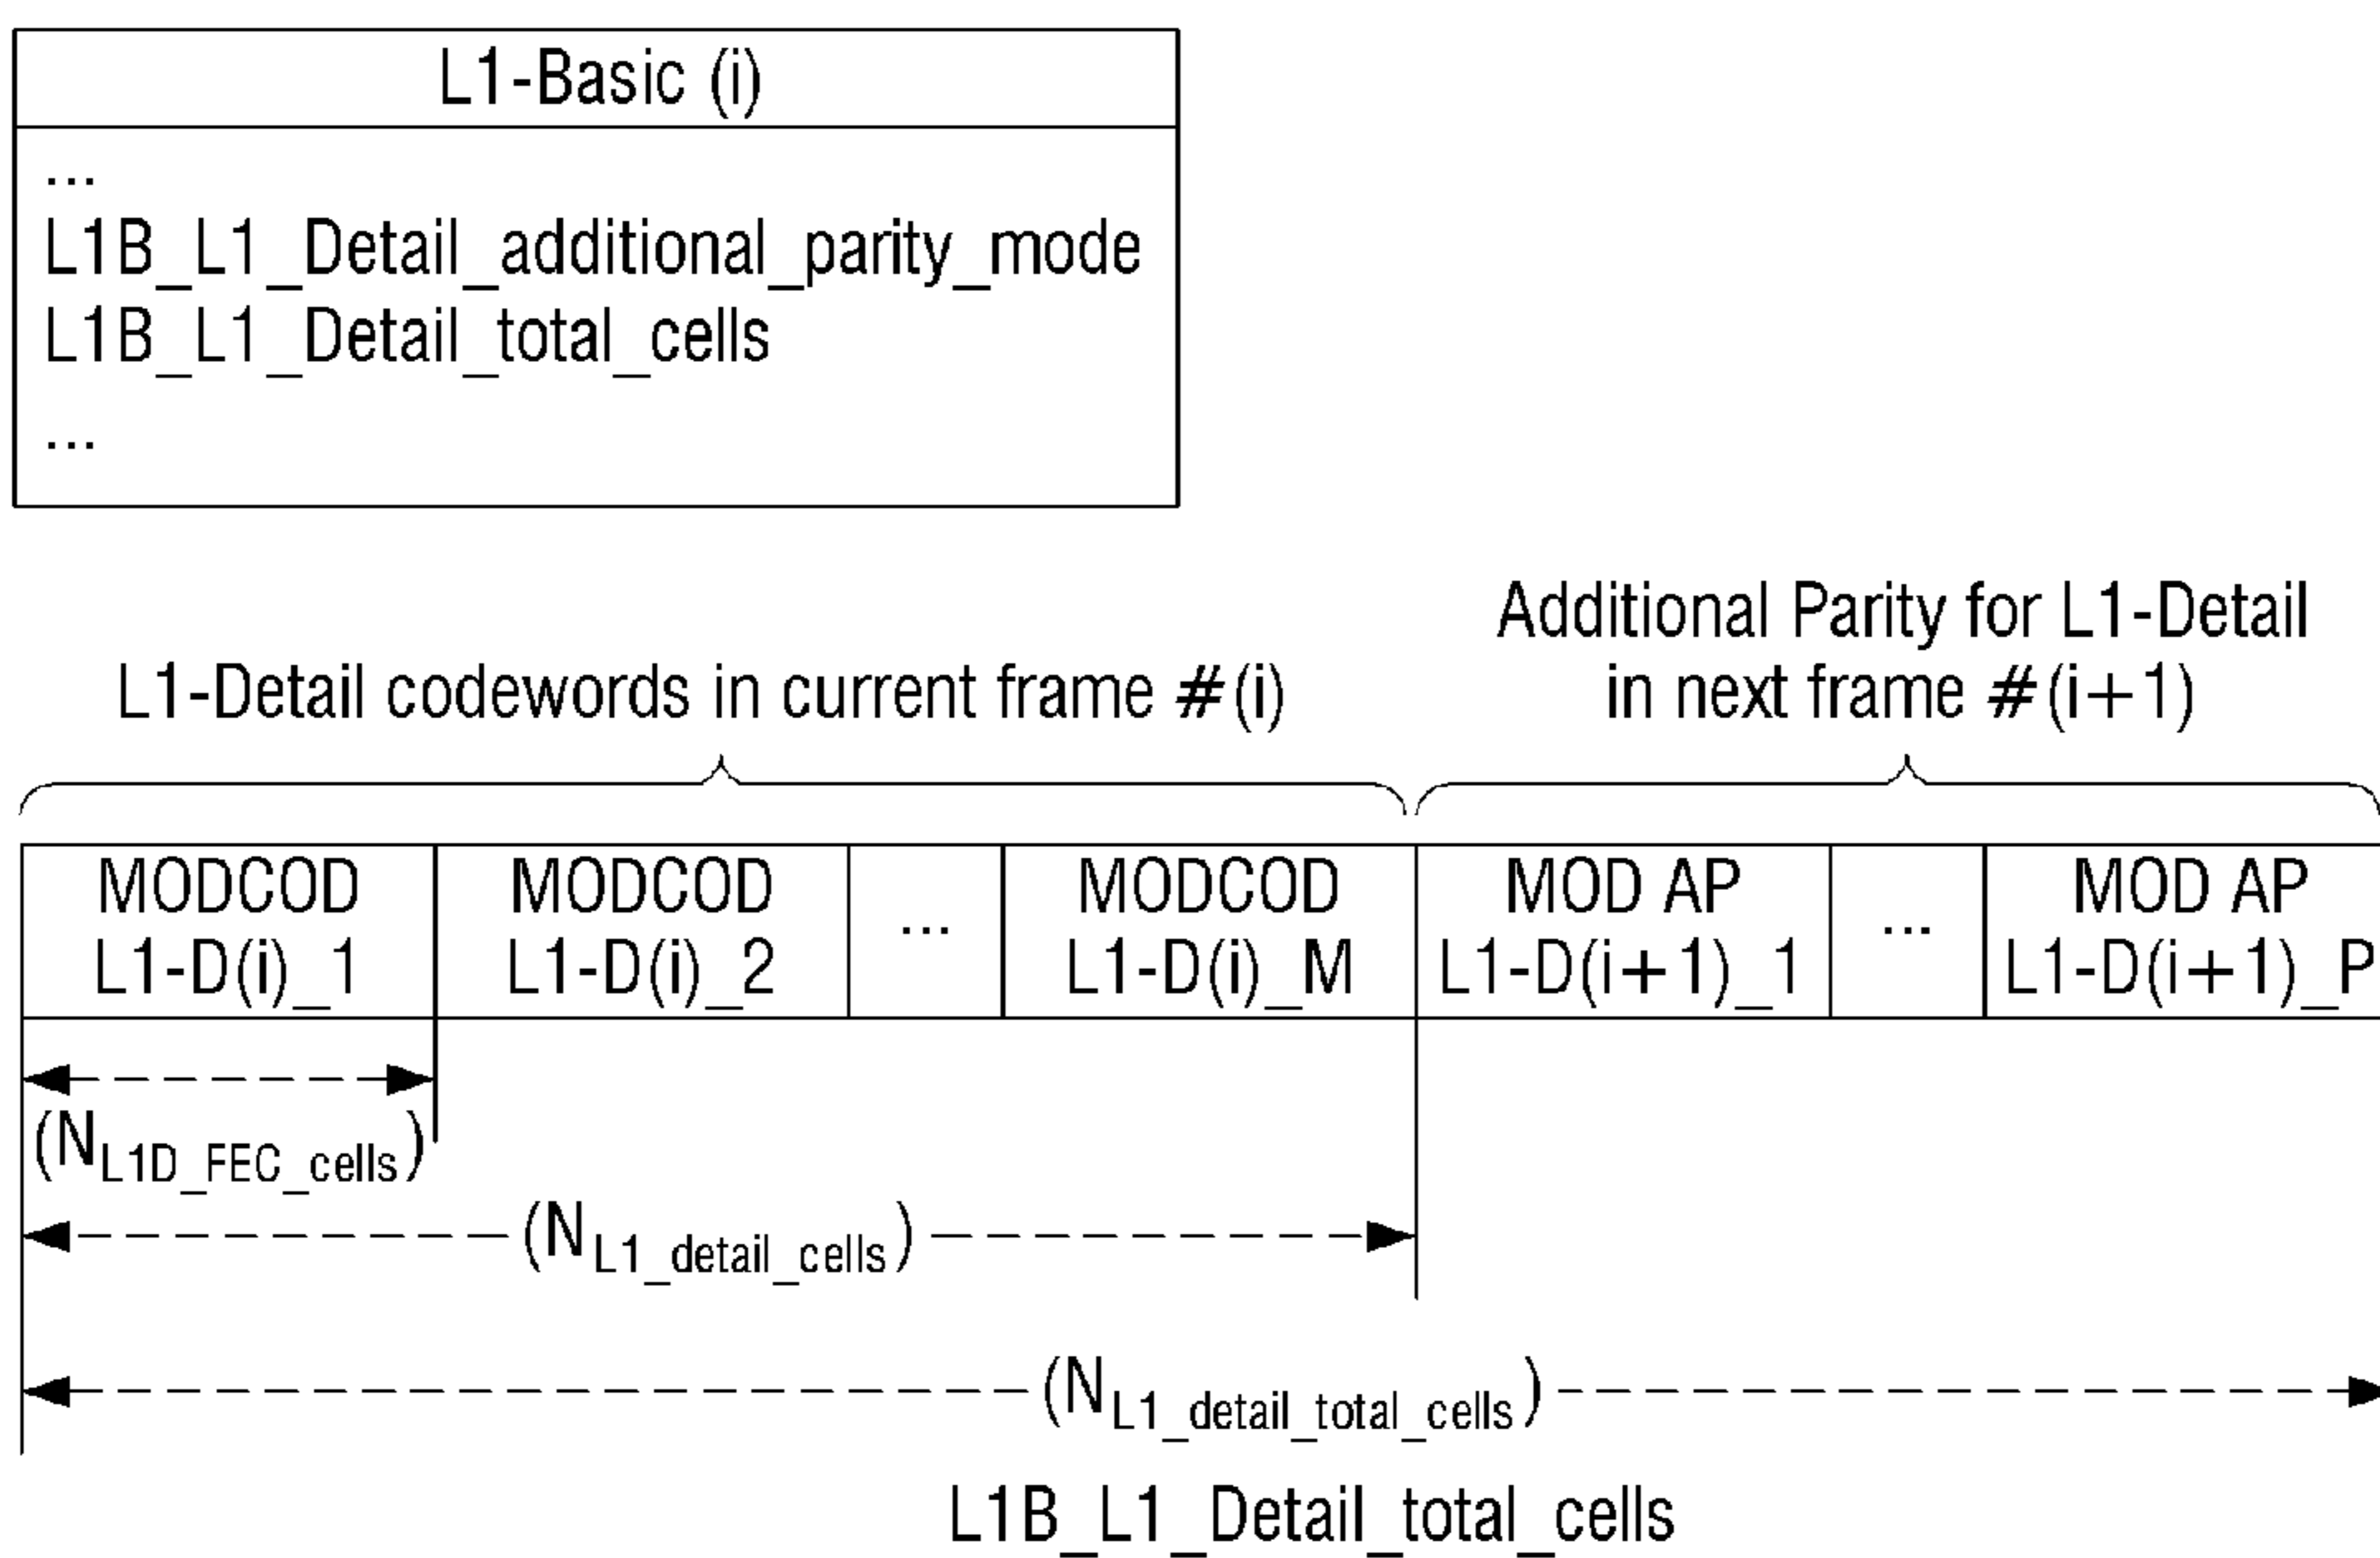 L1-Basic (i)
...
L1B_L1_Detail_additional_parity_mode
L1B_L1_Detail_total_cells
...
Additional Parity for L1-Detail
in next frame #(i+1)
L1-Detail codewords in current frame #(i)
MODCOD MODCOD ... MODCOD MOD AP ... MOD AP
L1-D(i)_1 L1-D(i)_2 L1-D(i)_M L1-D(i+1)_1 L1-D(i+1)_P
(NL1D_FEC_cells)
(NL1_detail_cells)
(NL1_detail_total_cells)
L1B_L1_Detail_total_cells